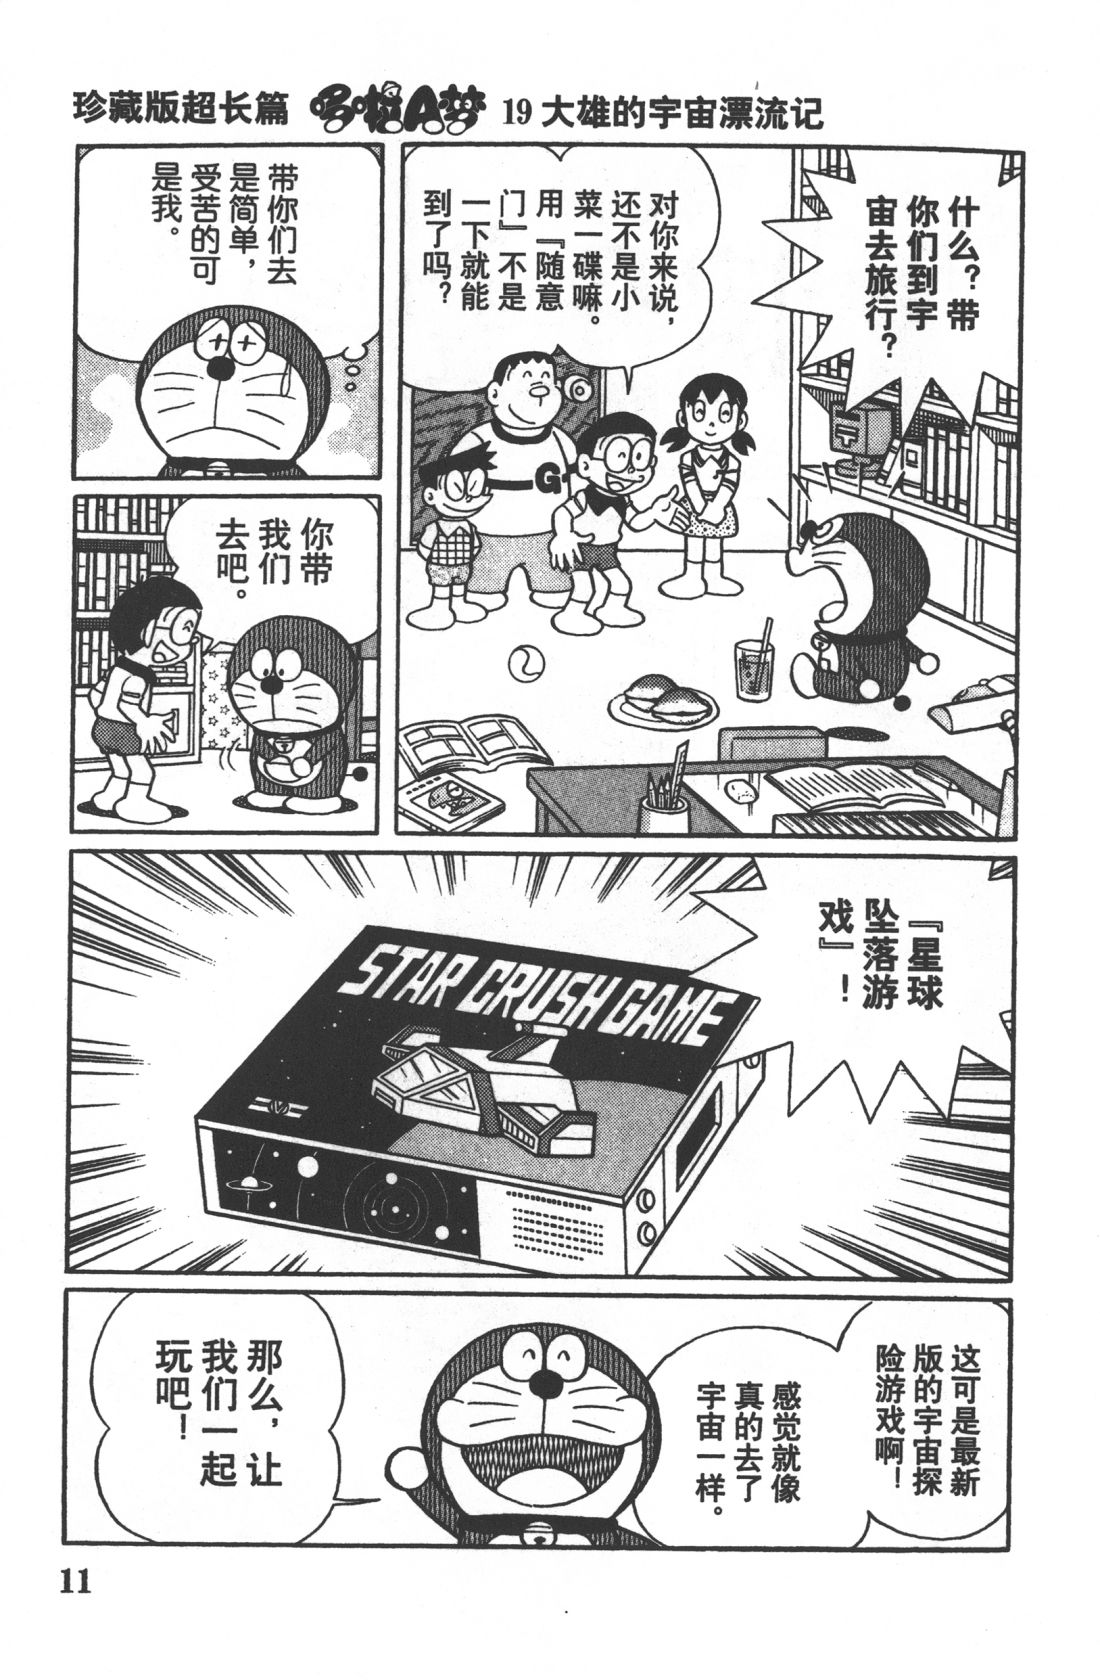 珍藏版超长篇 哆啦A梦 19 大雄的宇宙漂流记
什么？带
你们到宇
宙去旅行？
对你来说，
还不是小
菜一碟嘛。
用『随意
门』不是
一下就能
到了吗？
G
带你们去
是简单，
受苦的可
是我。
你带
我们
去吧。
『星球
坠落游
戏』！
STAR CRUSH GAME
这可是最新
版的宇宙探
险游戏啊！
感觉就像
真的去了
宇宙一样。
那么，让
我们一起
玩吧！
11